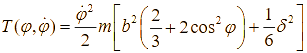 T(φ,φ̇) = φ̇²/2 m[b²(2/3 + 2cos²φ) + 1/6 δ²]